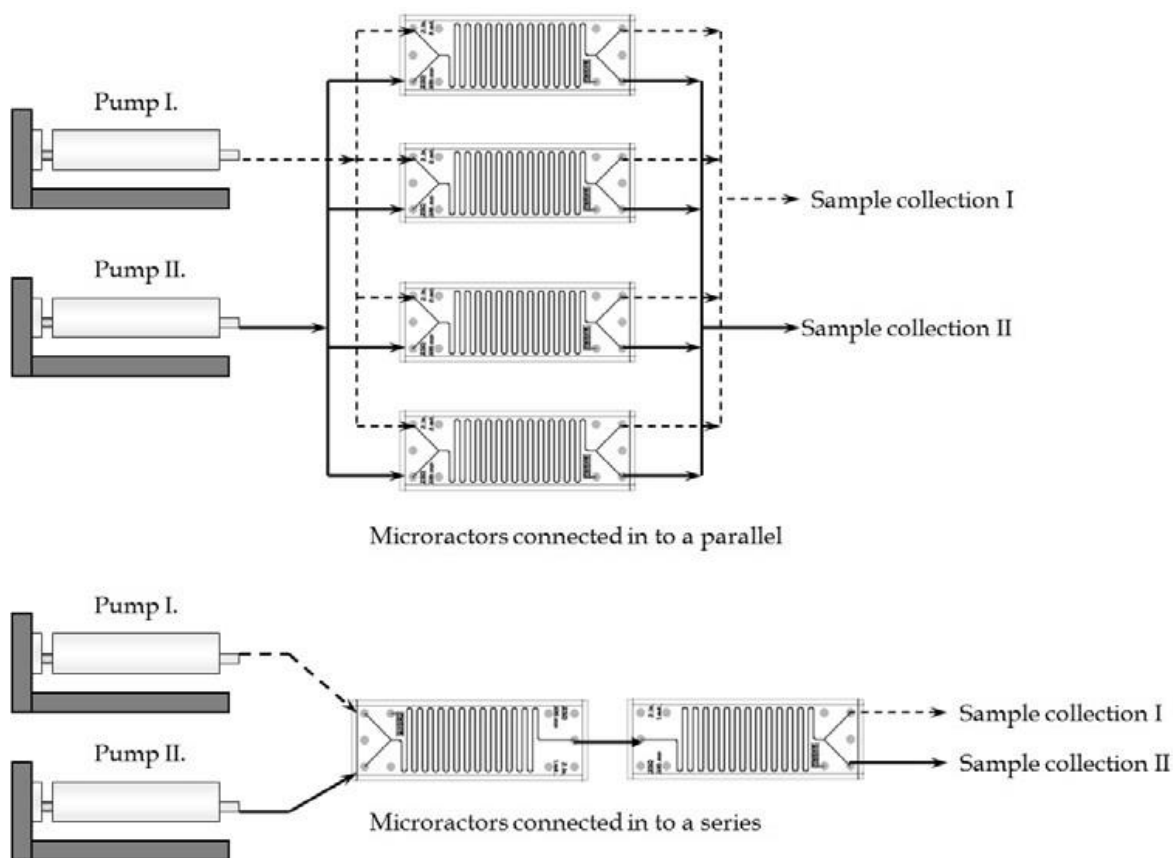 Pump I.
Sample collection I
Pump II.
Sample collection II
Microractors connected in to a parallel
Pump I.
Sample collection I
Pump II.
Sample collection II
Microractors connected in to a series